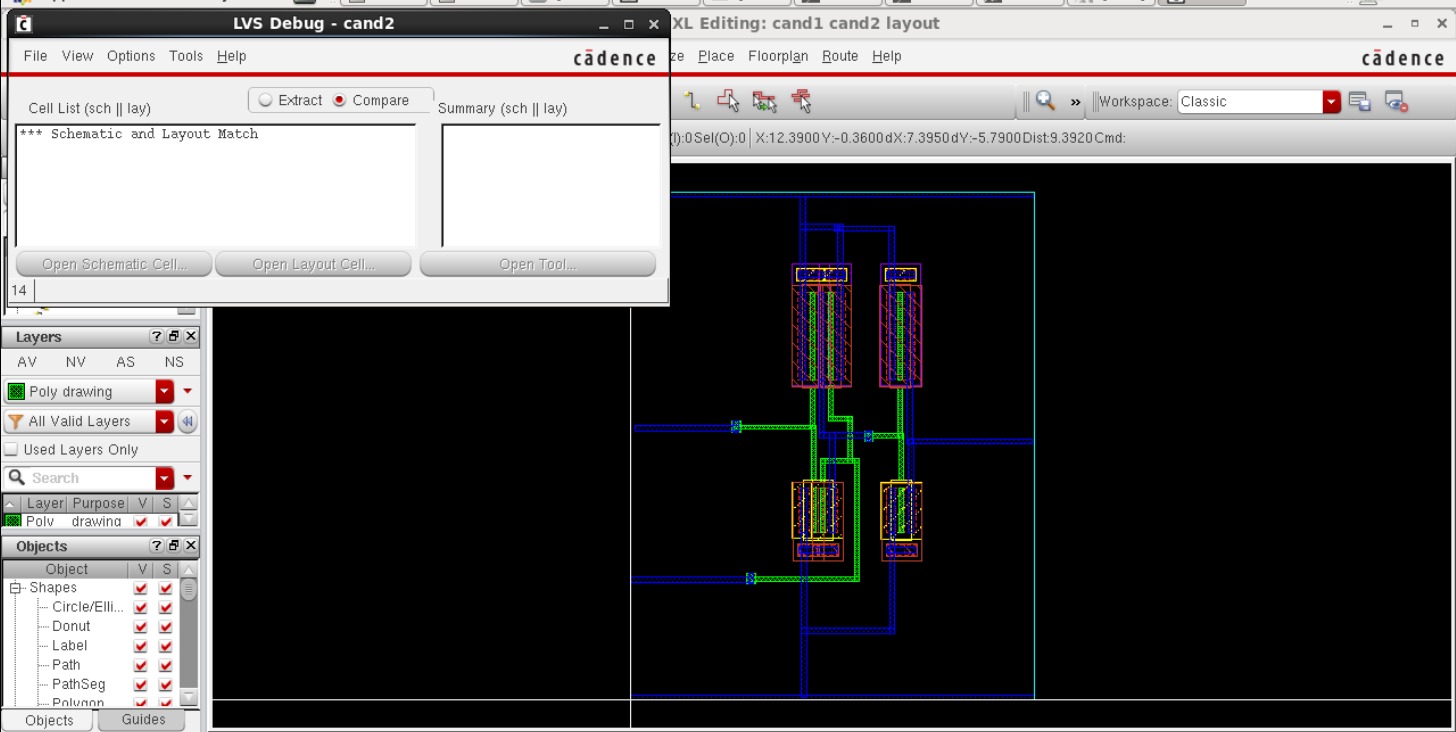 LVS Debug - cand2
XL Editing: cand1 cand2 layout
File View Options Tools Help
cādence
Place Floorplan Route Help
cādence
Cell List (sch || lay)
Extract Compare
Summary (sch || lay)
»
Workspace: Classic
*** Schematic and Layout Match
(I):0 Sel(O):0 X:12.3900 Y:-0.3600 dX:7.3950 dY:-5.7900 Dist:9.3920 Cmd:
Open Schematic Cell...
Open Layout Cell...
Open Tool...
14
Layers
AV NV AS NS
Poly drawing
All Valid Layers
Used Layers Only
Search
Layer Purpose V S
Poly drawing
Objects
Object V S
Shapes
Circle/Elli...
Donut
Label
Path
PathSeg
Polygon
Objects Guides